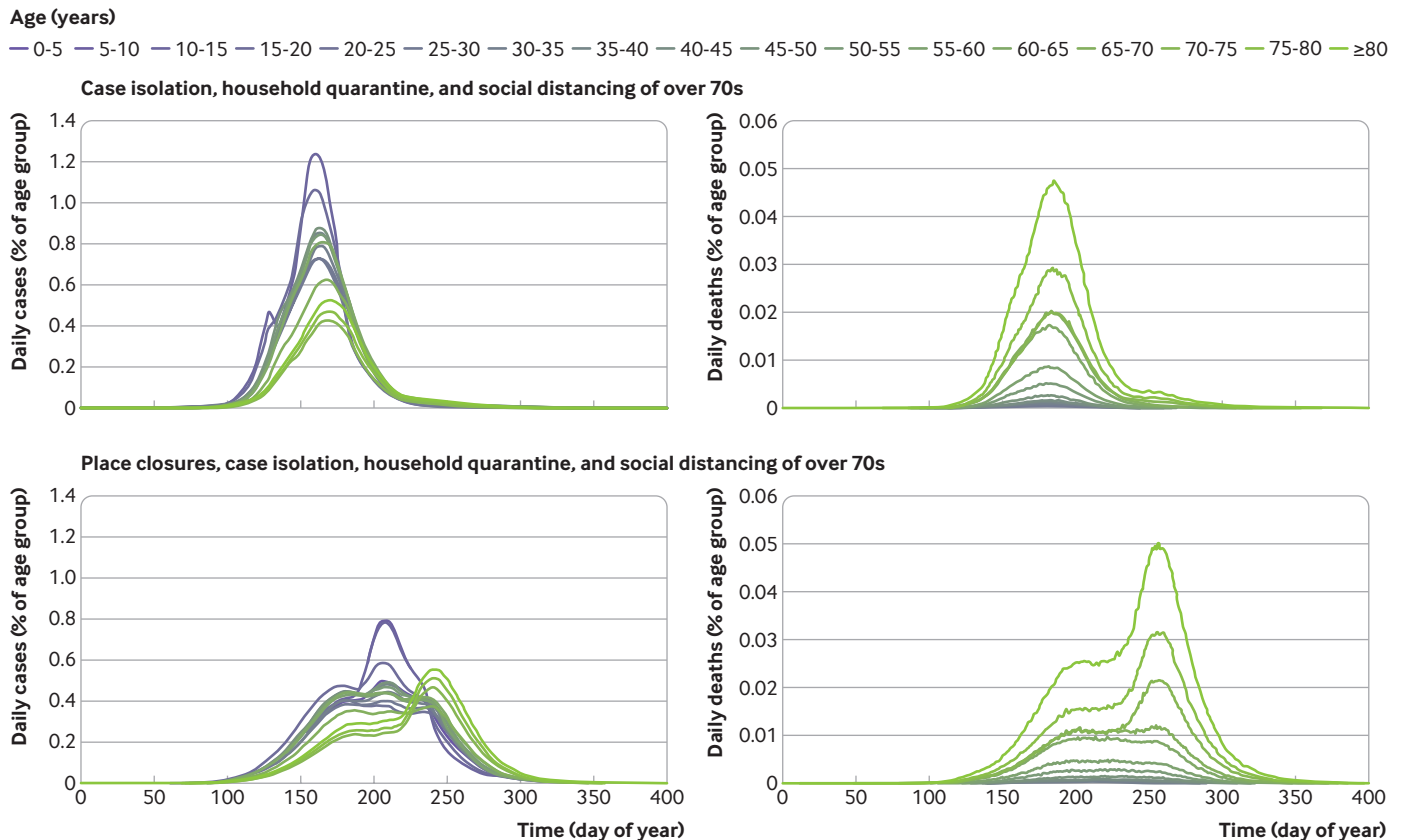 Age (years)
0-5 5-10 10-15 15-20 20-25 25-30 30-35 35-40 40-45 45-50 50-55 55-60 60-65 65-70 70-75 75-80 ≥80
Case isolation, household quarantine, and social distancing of over 70s
Daily cases (% of age group)
1.4
1.2
1.0
0.8
0.6
0.4
0.2
0
Daily deaths (% of age group)
0.06
0.05
0.04
0.03
0.02
0.01
0
Place closures, case isolation, household quarantine, and social distancing of over 70s
Daily cases (% of age group)
1.4
1.2
1.0
0.8
0.6
0.4
0.2
0
0 50 100 150 200 250 300 350 400
Time (day of year)
Daily deaths (% of age group)
0.06
0.05
0.04
0.03
0.02
0.01
0
0 50 100 150 200 250 300 350 400
Time (day of year)